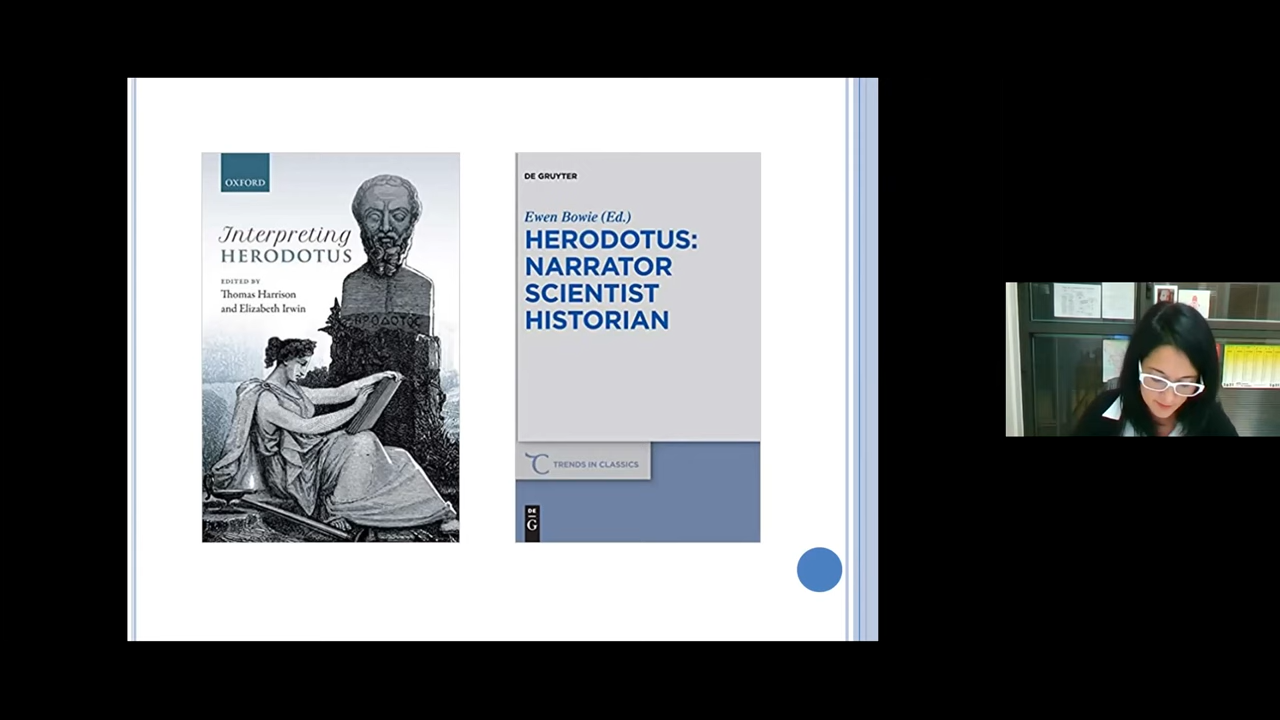 OXFORD
Interpreting
HERODOTUS
EDITED BY
Thomas Harrison
and Elizabeth Irwin
ΗΡΟΔΟΤΟΣ
DE GRUYTER
Ewen Bowie (Ed.)
HERODOTUS:
NARRATOR
SCIENTIST
HISTORIAN
TRENDS IN CLASSICS
DE
G